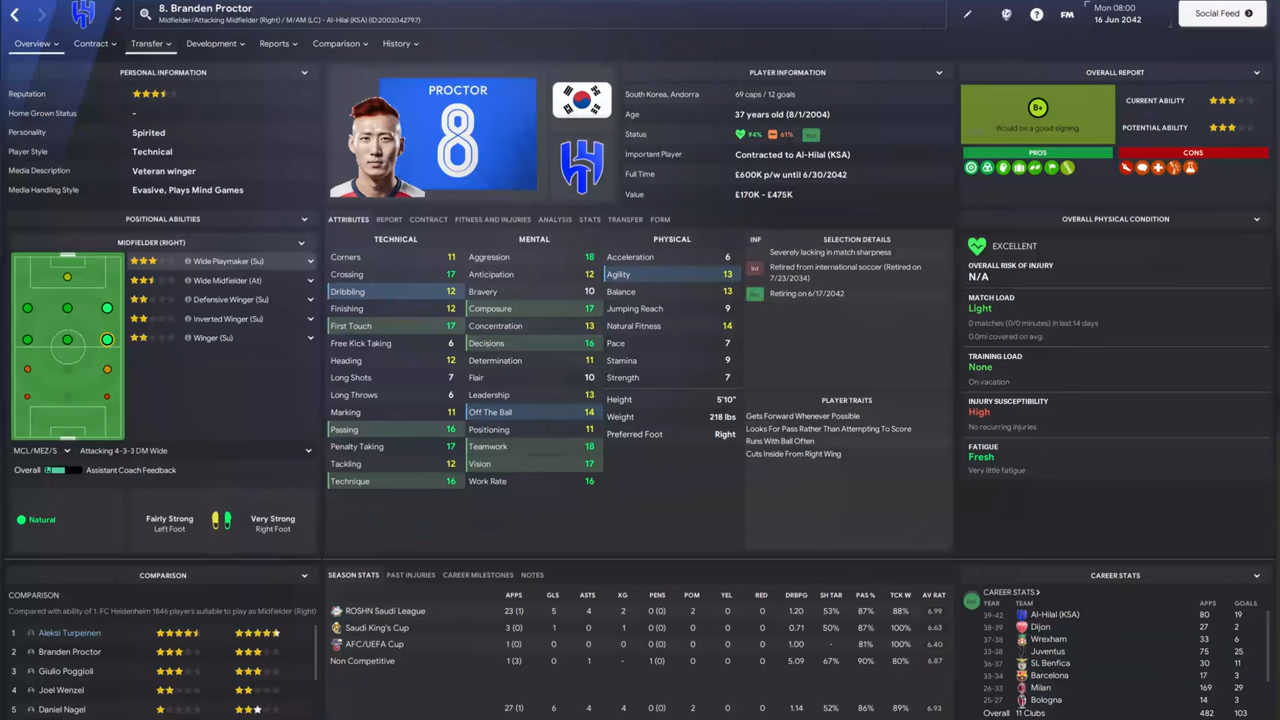 8. Branden Proctor
Midfielder/Attacking Midfielder (Right) / M/AM (LC) - Al-Hilal (KSA) (ID:2002042797)
FM
Mon 08:00
16 Jun 2042
Social Feed
Overview
Contract
Transfer
Development
Reports
Comparison
History
PERSONAL INFORMATION
Reputation
Home Grown Status -
Personality Spirited
Player Style Technical
Media Description Veteran winger
Media Handling Style Evasive, Plays Mind Games
PROCTOR
8
PLAYER INFORMATION
South Korea, Andorra 69 caps / 12 goals
Age 37 years old (8/1/2004)
Status 94% 61%
Important Player Contracted to Al-Hilal (KSA)
Full Time £600K p/w until 6/30/2042
Value £170K - £475K
OVERALL REPORT
B+
Would be a good signing
CURRENT ABILITY
POTENTIAL ABILITY
PROS
CONS
POSITIONAL ABILITIES
MIDFIELDER (RIGHT)
Wide Playmaker (Su)
Wide Midfielder (At)
Defensive Winger (Su)
Inverted Winger (Su)
Winger (Su)
MCL/MEZ/S
Attacking 4-3-3 DM Wide
Overall
Assistant Coach Feedback
Natural
Fairly Strong
Left Foot
Very Strong
Right Foot
ATTRIBUTES REPORT CONTRACT FITNESS AND INJURIES ANALYSIS STATS TRANSFER FORM
TECHNICAL
Corners 11
Crossing 17
Dribbling 12
Finishing 12
First Touch 17
Free Kick Taking 6
Heading 12
Long Shots 7
Long Throws 6
Marking 11
Passing 16
Penalty Taking 17
Tackling 12
Technique 16
MENTAL
Aggression 18
Anticipation 12
Bravery 10
Composure 17
Concentration 13
Decisions 16
Determination 11
Flair 10
Leadership 13
Off The Ball 14
Positioning 11
Teamwork 18
Vision 17
Work Rate 16
PHYSICAL
Acceleration 6
Agility 13
Balance 13
Jumping Reach 9
Natural Fitness 14
Pace 7
Stamina 9
Strength 7
Height 5'10"
Weight 218 lbs
Preferred Foot Right
INF SELECTION DETAILS
Severely lacking in match sharpness
Int Retired from international soccer (Retired on
7/23/2034)
Retiring on 6/17/2042
PLAYER TRAITS
Gets Forward Whenever Possible
Looks For Pass Rather Than Attempting To Score
Runs With Ball Often
Cuts Inside From Right Wing
OVERALL PHYSICAL CONDITION
EXCELLENT
OVERALL RISK OF INJURY
N/A
MATCH LOAD
Light
0 matches (0/0 minutes) in last 14 days
0.0mi covered on avg.
TRAINING LOAD
None
On vacation
INJURY SUSCEPTIBILITY
High
No recurring injuries
FATIGUE
Fresh
Very little fatigue
COMPARISON
COMPARISON
Compared with ability of 1. FC Heidenheim 1846 players suitable to play as Midfielder (Right)
1 Aleksi Turpeinen
2 Branden Proctor
3 Giulio Poggioli
4 Joel Wenzel
5 Daniel Nagel
SEASON STATS PAST INJURIES CAREER MILESTONES NOTES
APPS GLS ASTS XG PENS POM YEL RED DRBPG SH TAR PAS % TCK W AV RAT
ROSHN Saudi League 23 (1) 5 4 2 0 (0) 2 0 0 1.20 53% 87% 88% 6.99
Saudi King's Cup 3 (0) 1 0 1 0 (0) 0 0 0 0.71 50% 87% 100% 6.63
AFC/UEFA Cup 1 (0) 0 0 0 0 (0) 0 0 0 1.00 - 81% 100% 6.40
Non Competitive 1 (3) 0 1 - 1 (0) 0 0 0 5.09 67% 90% 80% 6.87
27 (1) 6 4 4 0 (0) 2 0 0 1.14 52% 86% 89% 6.93
CAREER STATS
CAREER STATS >
YEAR TEAM APPS GOALS
39-42 Al-Hilal (KSA) 80 19
38-39 Dijon 27 2
37-38 Wrexham 33 6
33-38 Juventus 75 25
36-37 SL Benfica 30 11
33-34 Barcelona 17 3
26-33 Milan 169 29
25-27 Bologna 14 3
Overall 11 Clubs 482 103